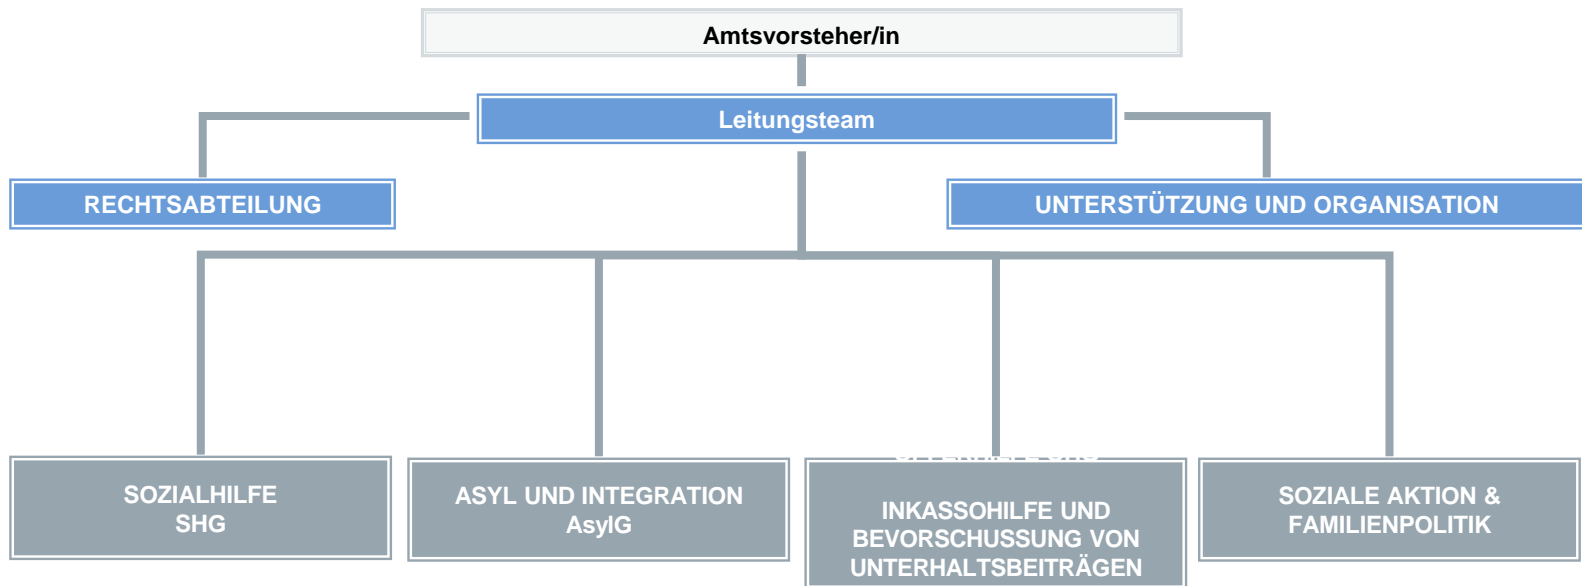 Amtsvorsteher/in
Leitungsteam
RECHTSABTEILUNG
UNTERSTÜTZUNG UND ORGANISATION
SOZIALHILFE
SHG
ASYL UND INTEGRATION
AsylG
INKASSOHILFE UND
BEVORSCHUSSUNG VON
UNTERHALTSBEITRÄGEN
SOZIALE AKTION &
FAMILIENPOLITIK